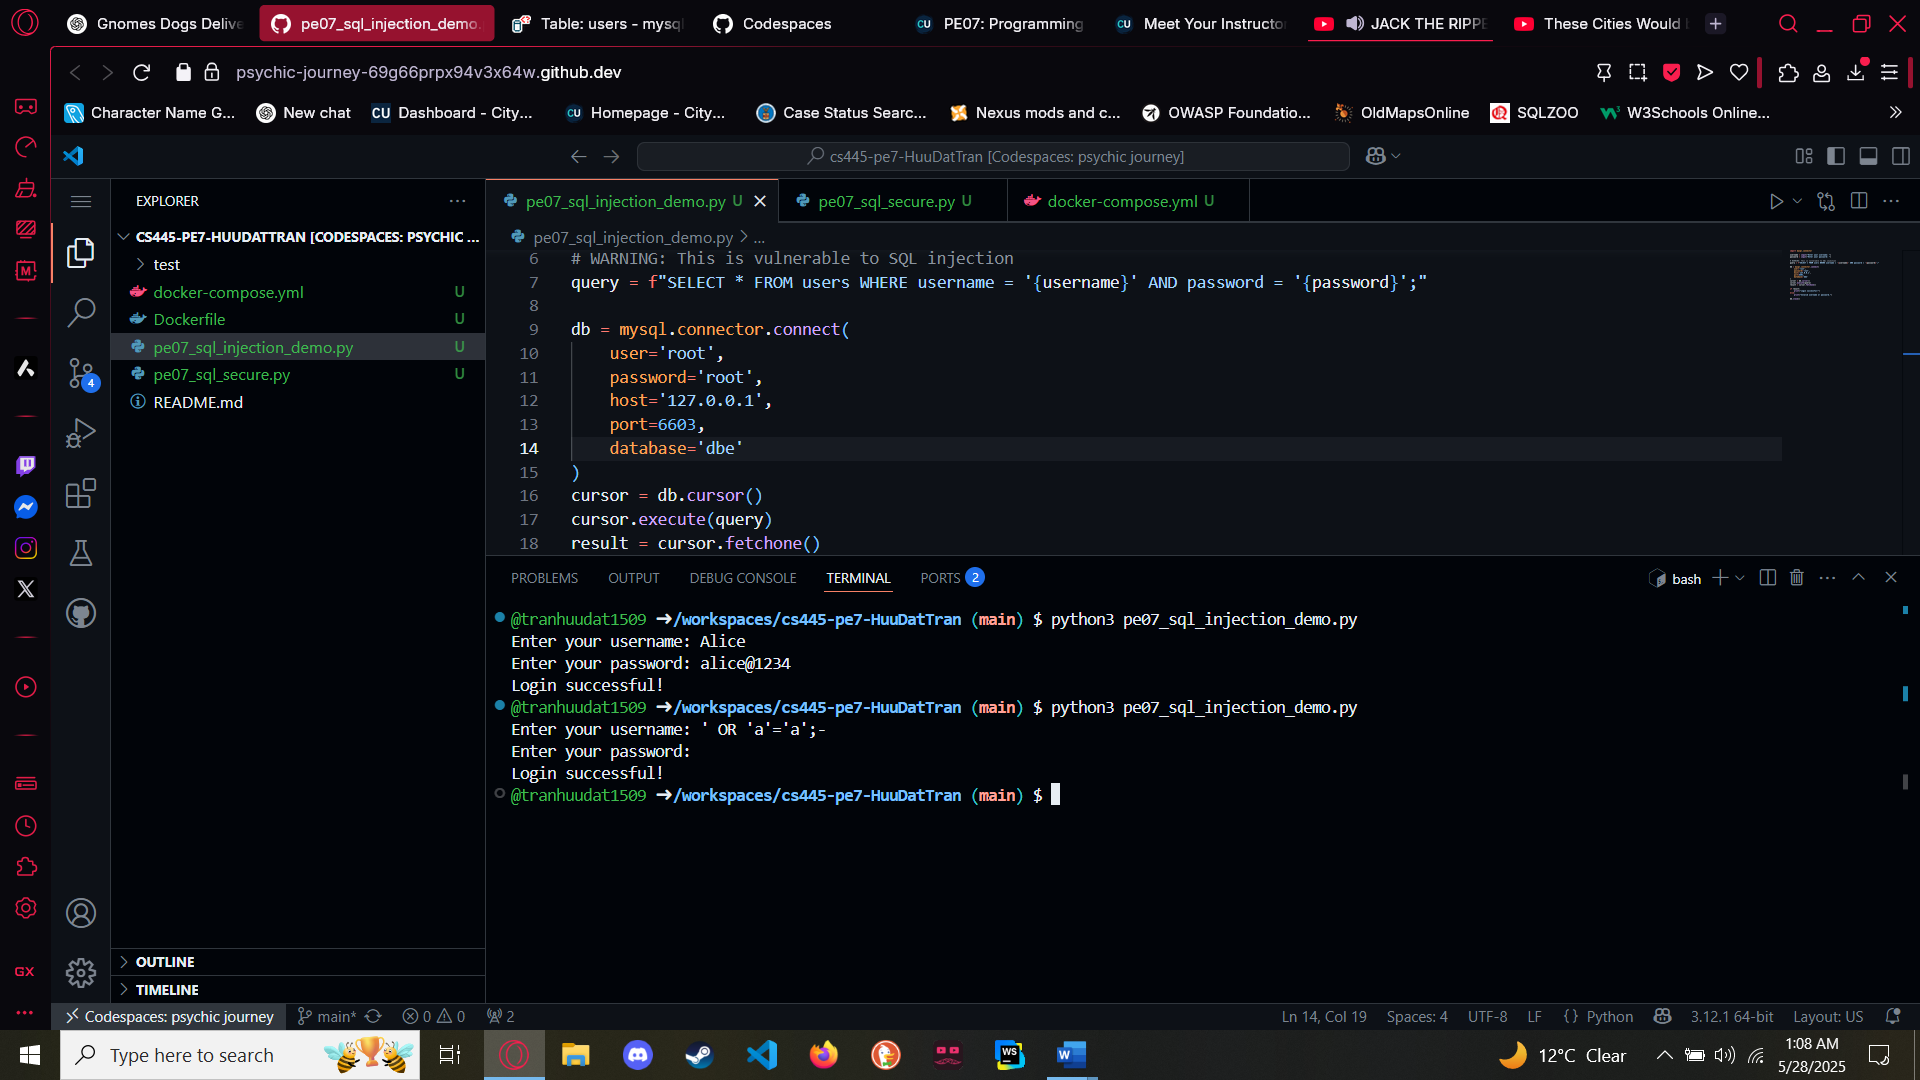 Gnomes Dogs Delive
pe07_sql_injection_demo.
Table: users - mysql
Codespaces
PE07: Programming
Meet Your Instructo
JACK THE RIPPE
These Cities Would b
psychic-journey-69g66prpx94v3x64w.github.dev
Character Name G...
New chat
Dashboard - City...
Homepage - City...
Case Status Searc...
Nexus mods and c...
OWASP Foundatio...
OldMapsOnline
SQLZOO
W3Schools Online...
cs445-pe7-HuuDatTran [Codespaces: psychic journey]
EXPLORER
CS445-PE7-HUUDATTRAN [CODESPACES: PSYCHIC ...
test
docker-compose.yml U
Dockerfile U
pe07_sql_injection_demo.py U
pe07_sql_secure.py U
README.md
OUTLINE
TIMELINE
4
pe07_sql_injection_demo.py U
pe07_sql_secure.py U
docker-compose.yml U
pe07_sql_injection_demo.py > ...
6 # WARNING: This is vulnerable to SQL injection
7 query = f"SELECT * FROM users WHERE username = '{username}' AND password = '{password}';"
8
9 db = mysql.connector.connect(
10 user='root',
11 password='root',
12 host='127.0.0.1',
13 port=6603,
14 database='dbe'
15 )
16 cursor = db.cursor()
17 cursor.execute(query)
18 result = cursor.fetchone()
PROBLEMS OUTPUT DEBUG CONSOLE TERMINAL PORTS 2
bash
@tranhuudat1509 ➜/workspaces/cs445-pe7-HuuDatTran (main) $ python3 pe07_sql_injection_demo.py
Enter your username: Alice
Enter your password: alice@1234
Login successful!
@tranhuudat1509 ➜/workspaces/cs445-pe7-HuuDatTran (main) $ python3 pe07_sql_injection_demo.py
Enter your username: ' OR 'a'='a';-
Enter your password:
Login successful!
@tranhuudat1509 ➜/workspaces/cs445-pe7-HuuDatTran (main) $
GX
Codespaces: psychic journey
main*
0 0
2
Ln 14, Col 19
Spaces: 4
UTF-8
LF
{} Python
3.12.1 64-bit
Layout: US
Type here to search
12°C Clear
1:08 AM
5/28/2025